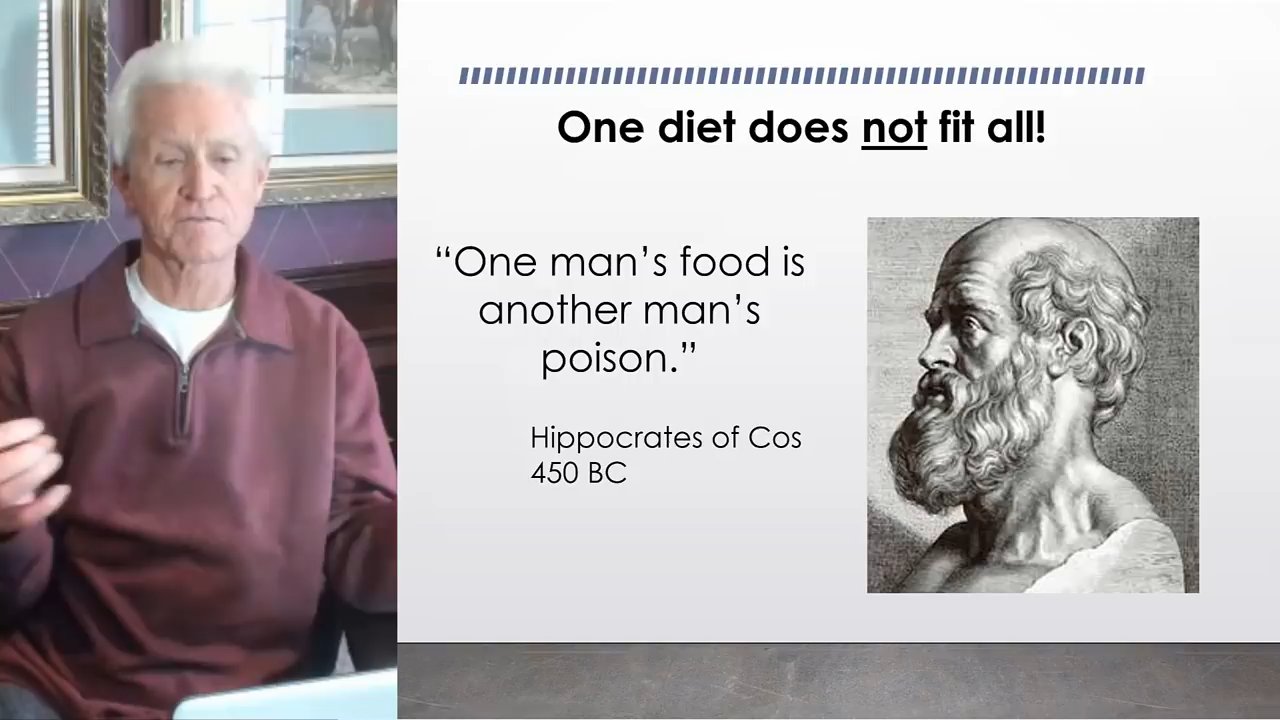 One diet does not fit all!
“One man’s food is
another man’s
poison.”
Hippocrates of Cos
450 BC